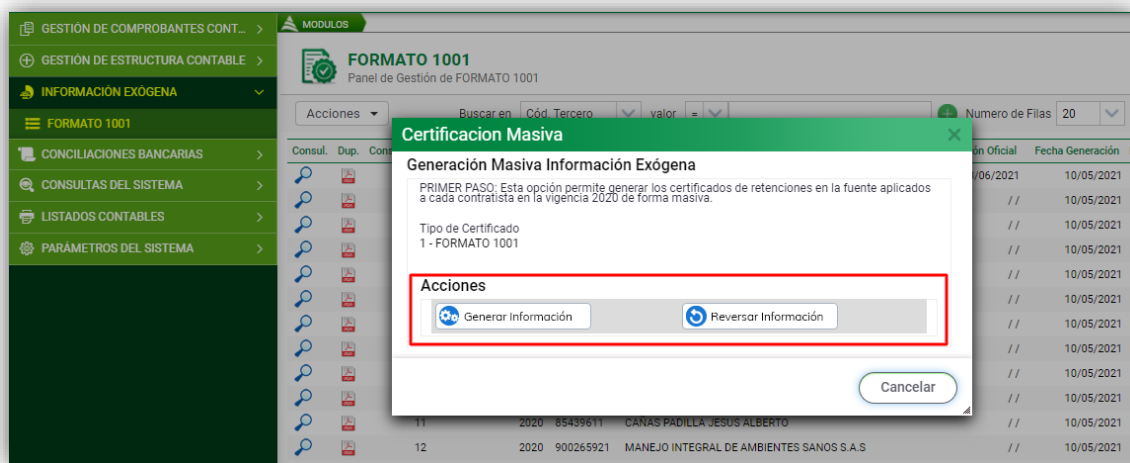 GESTIÓN DE COMPROBANTES CONT...
GESTIÓN DE ESTRUCTURA CONTABLE
INFORMACIÓN EXÓGENA
FORMATO 1001
CONCILIACIONES BANCARIAS
CONSULTAS DEL SISTEMA
LISTADOS CONTABLES
PARÁMETROS DEL SISTEMA
MODULOS
FORMATO 1001
Panel de Gestión de FORMATO 1001
Acciones Buscar en Cód. Tercero valor = Numero de Filas 20
Consul. Dup. Cons ón Oficial Fecha Generación
/06/2021 10/05/2021
/ / 10/05/2021
/ / 10/05/2021
/ / 10/05/2021
/ / 10/05/2021
/ / 10/05/2021
/ / 10/05/2021
/ / 10/05/2021
/ / 10/05/2021
/ / 10/05/2021
Certificacion Masiva
Generación Masiva Información Exógena
PRIMER PASO: Esta opción permite generar los certificados de retenciones en la fuente aplicados
a cada contratista en la vigencia 2020 de forma masiva.
Tipo de Certificado
1 - FORMATO 1001
Acciones
Generar Información Reversar Información
Cancelar
11 2020 85439611 CAÑAS PADILLA JESUS ALBERTO / / 10/05/2021
12 2020 900265921 MANEJO INTEGRAL DE AMBIENTES SANOS S.A.S / / 10/05/2021